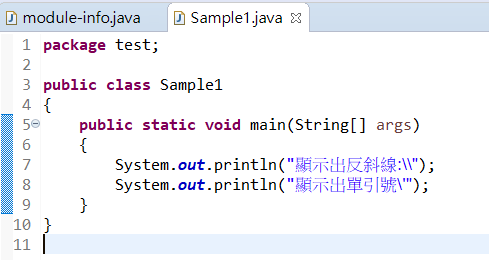 module-info.java Sample1.java
1 package test;
2
3 public class Sample1
4 {
5 public static void main(String[] args)
6 {
7 System.out.println("顯示出反斜線:\\");
8 System.out.println("顯示出單引號\'");
9 }
10 }
11